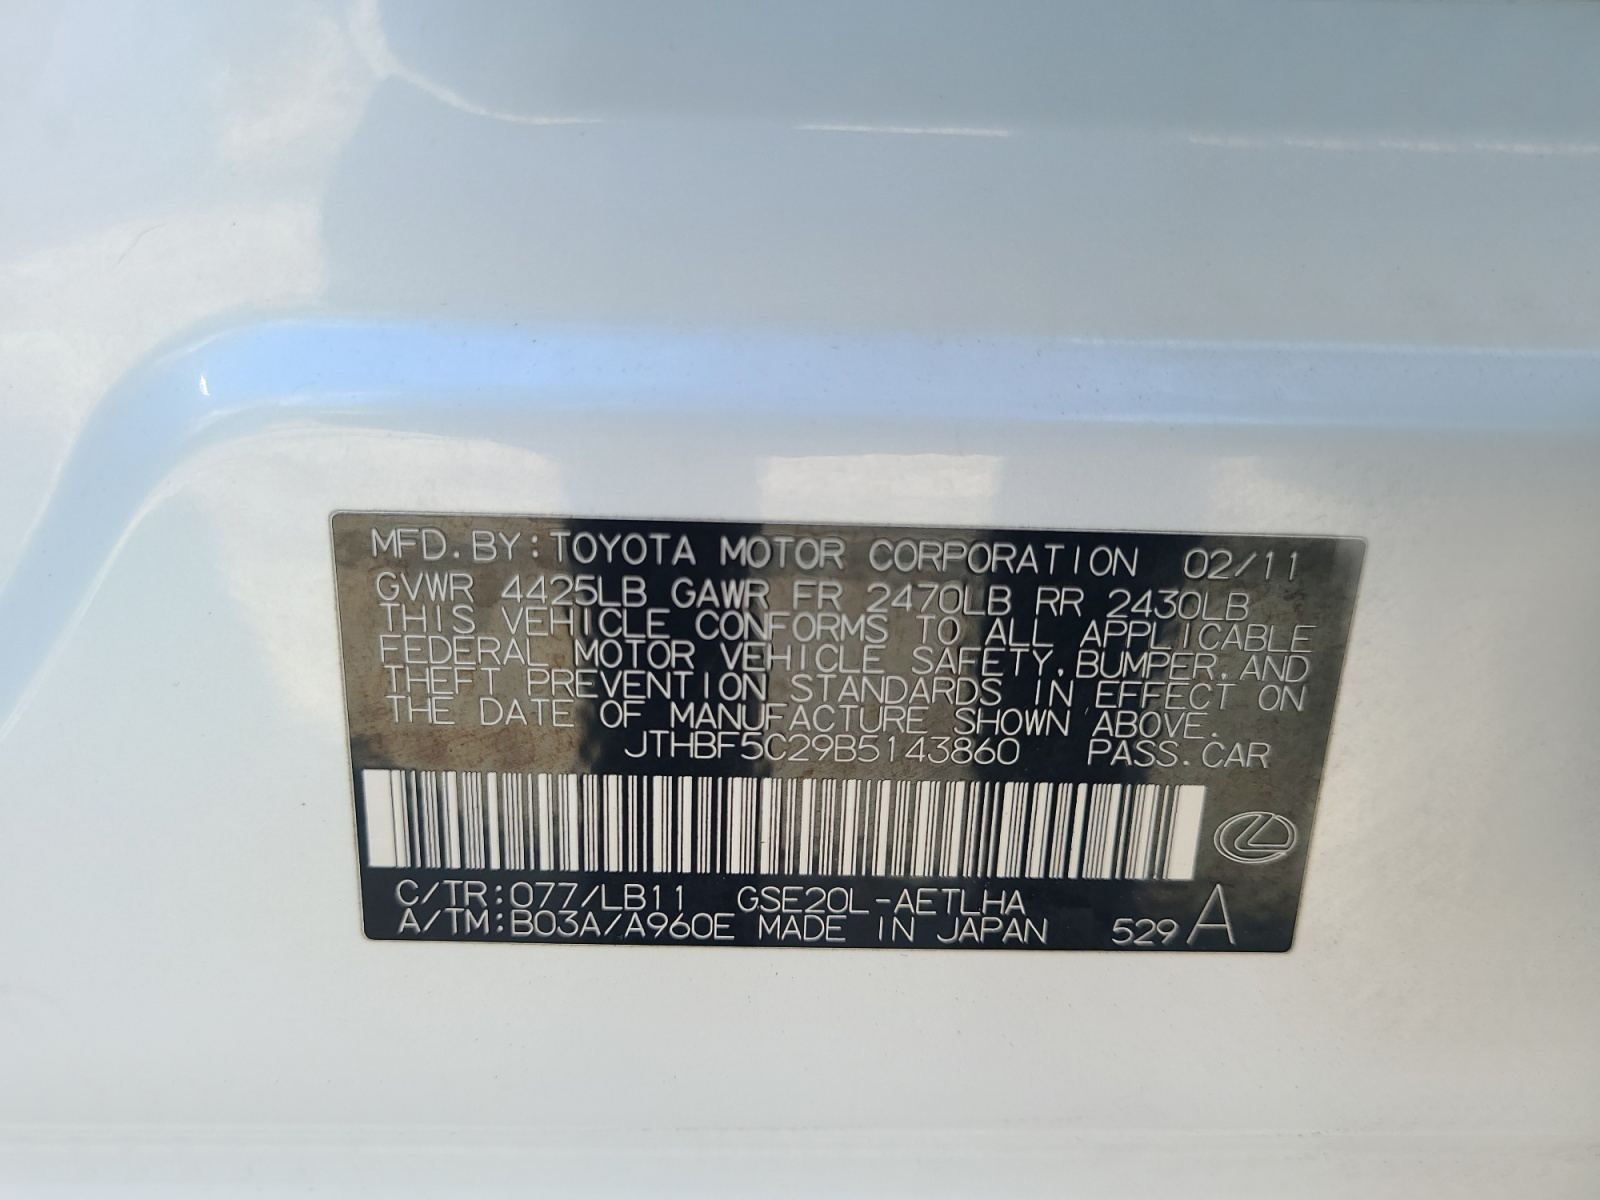 MFD.BY:TOYOTA MOTOR CORPORATION 02/11
GVWR 4425LB GAWR FR 2470LB RR 2430LB
THIS VEHICLE CONFORMS TO ALL APPLICABLE
FEDERAL MOTOR VEHICLE SAFETY,BUMPER,AND
THEFT PREVENTION STANDARDS IN EFFECT ON
THE DATE OF MANUFACTURE SHOWN ABOVE.
JTHBF5C29B5143860 PASS.CAR
C/TR:077/LB11 GSE20L-AETLHA
A/TM:B03A/A960E MADE IN JAPAN 529 A